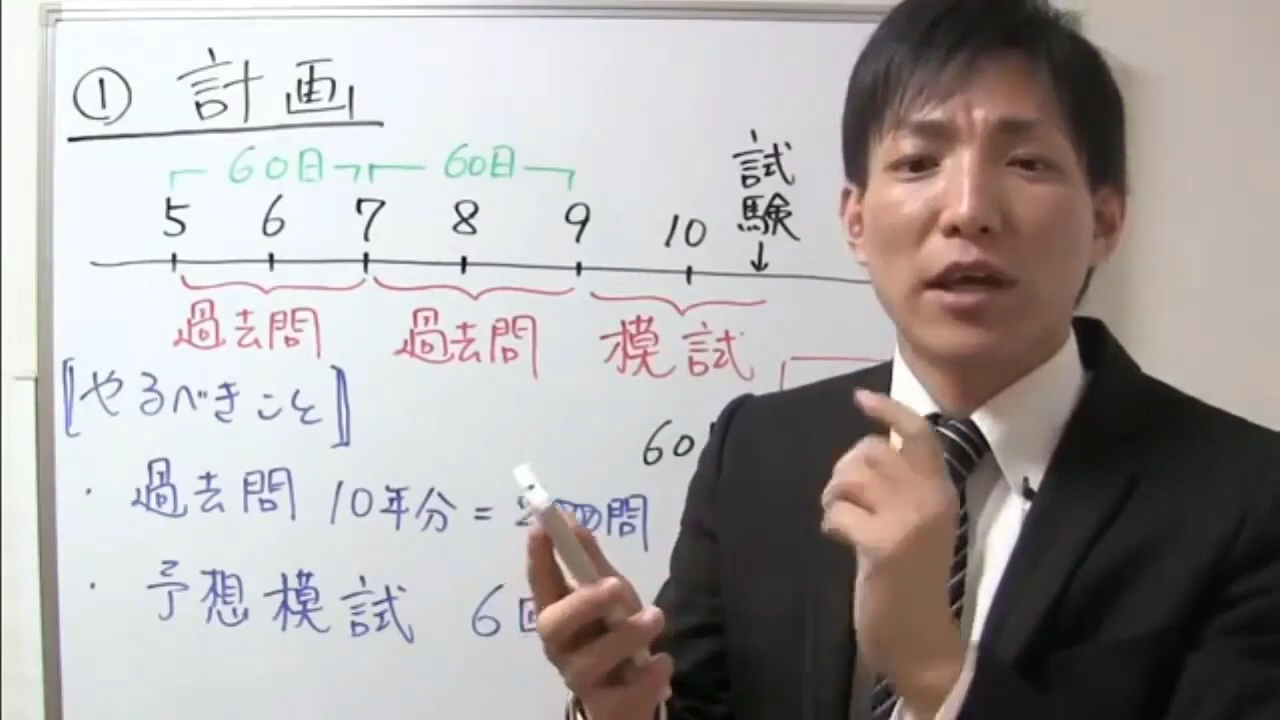 ① 計画
60日 60日
5 6 7 8 9 10 試験
過去問 過去問 模試
[やるべきこと]
60
・過去問 10年分 = 問
・予想模試 6回